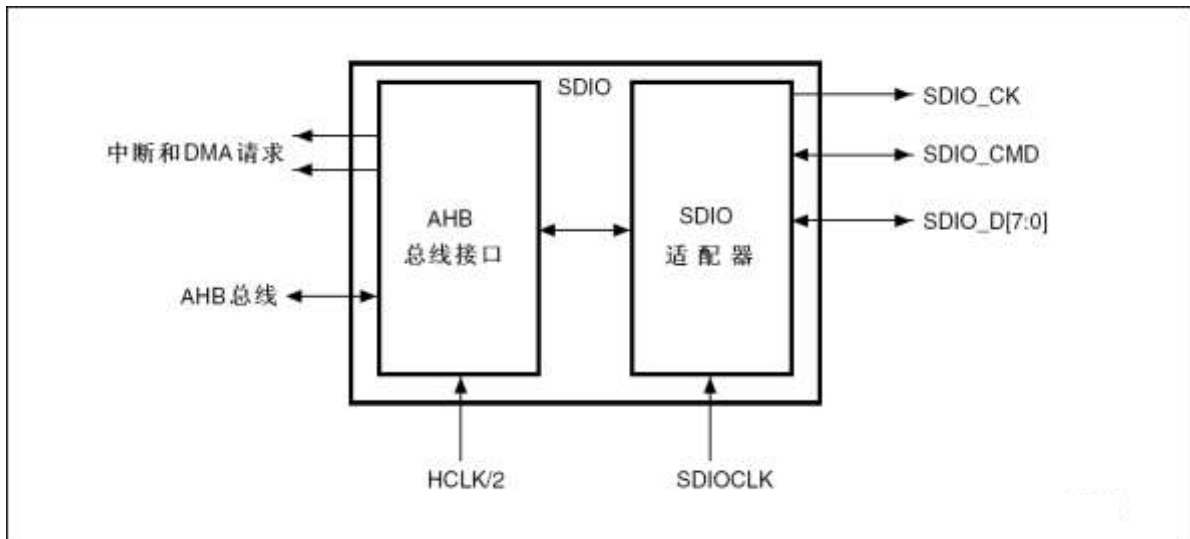 SDIO
SDIO_CK
中断和DMA请求
SDIO_CMD
AHB
总线接口
SDIO
适配器
SDIO_D[7:0]
AHB总线
HCLK/2
SDIOCLK